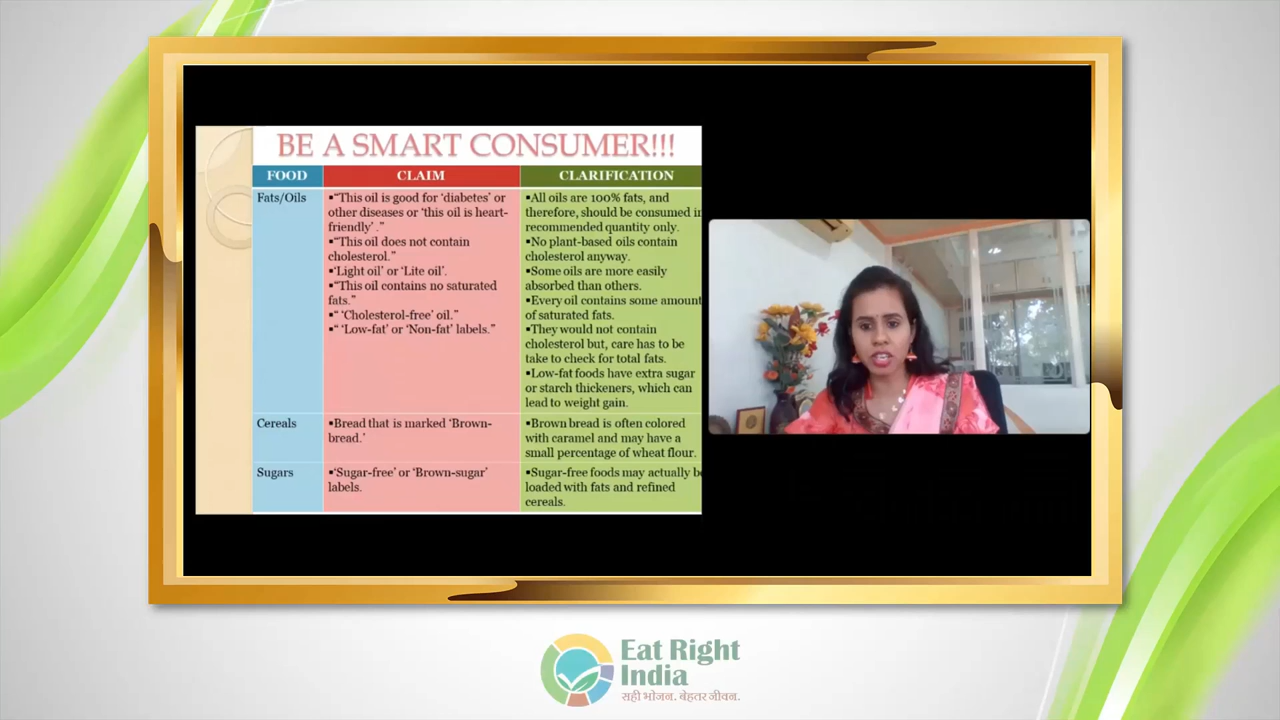 BE A SMART CONSUMER!!!
FOOD
CLAIM
CLARIFICATION
Fats/Oils
▪"This oil is good for 'diabetes' or
other diseases or 'this oil is heart-
friendly' ."
▪"This oil does not contain
cholesterol."
▪'Light oil' or 'Lite oil'.
▪"This oil contains no saturated
fats."
▪" 'Cholesterol-free' oil."
▪" 'Low-fat' or 'Non-fat' labels."
▪All oils are 100% fats, and
therefore, should be consumed in
recommended quantity only.
▪No plant-based oils contain
cholesterol anyway.
▪Some oils are more easily
absorbed than others.
▪Every oil contains some amount
of saturated fats.
▪They would not contain
cholesterol but, care has to be
take to check for total fats.
▪Low-fat foods have extra sugar
or starch thickeners, which can
lead to weight gain.
Cereals
▪Bread that is marked 'Brown-
bread.'
▪Brown bread is often colored
with caramel and may have a
small percentage of wheat flour.
Sugars
▪'Sugar-free' or 'Brown-sugar'
labels.
▪Sugar-free foods may actually be
loaded with fats and refined
cereals.
Eat Right
India
सही भोजन. बेहतर जीवन.